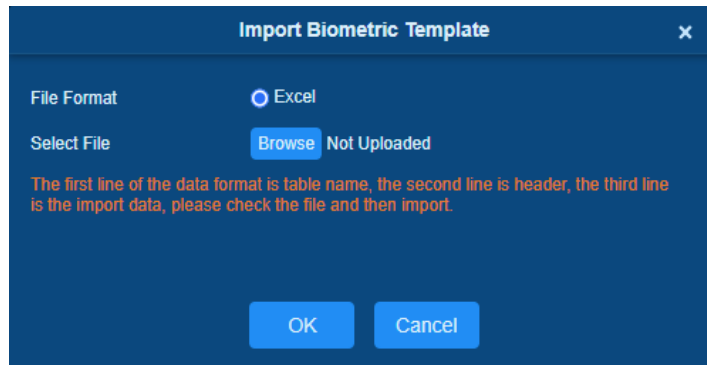 Import Biometric Template
File Format Excel
Select File Browse Not Uploaded
The first line of the data format is table name, the second line is header, the third line
is the import data, please check the file and then import.
OK Cancel